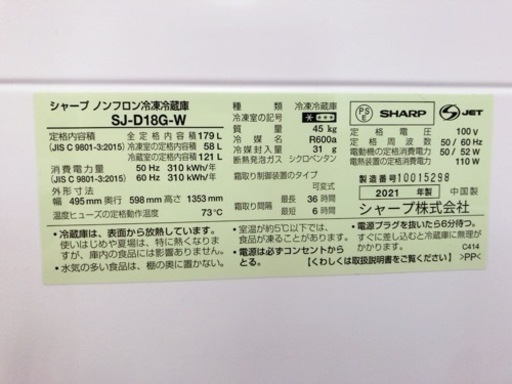 シャープ ノンフロン冷凍冷蔵庫
SJ-D18G-W
定格内容積 全定格内容積 179 L
(JIS C 9801-3:2015) 冷凍室の定格内容積 58 L
冷蔵室の定格内容積 121 L
消費電力量 50 Hz 310 kWh/年
(JIS C 9801-3:2015) 60 Hz 310 kWh/年
外形寸法
幅 495 mm 奥行 598 mm 高さ 1353 mm
温度ヒューズの定格動作温度 73℃
種類 冷凍冷蔵庫
冷凍室の記号
質量 45 kg
冷媒 R600a
冷媒封入量 31 g
断熱発泡ガス シクロペンタン
霜取り制御装置のタイプ
可変式
霜取り間隔 最長 36 時間
最短 6 時間
PS E SHARP S JET
定格電圧 100 V
定格周波数 50 / 60 Hz
電動機の定格消費電力 50 / 52 W
電熱装置の定格消費電力 110 W
製造番号 10015298
2021 年製 中国製
シャープ株式会社
・冷蔵庫は、表面から放熱しています。
使いはじめや夏場は、特に熱くなりま
すが、庫内の食品には影響ありません。
・水気の多い食品は、棚の奥に置かない。
・室温が約5℃以下では、
食品が凍ることがあります。
・電源は必ずコンセントから
とる。
・電源プラグを抜いたら6分待つ。
すぐに差し込むと冷蔵庫に無理が
かかります。 C414
【くわしくは取扱説明書をご覧ください】 >PP<